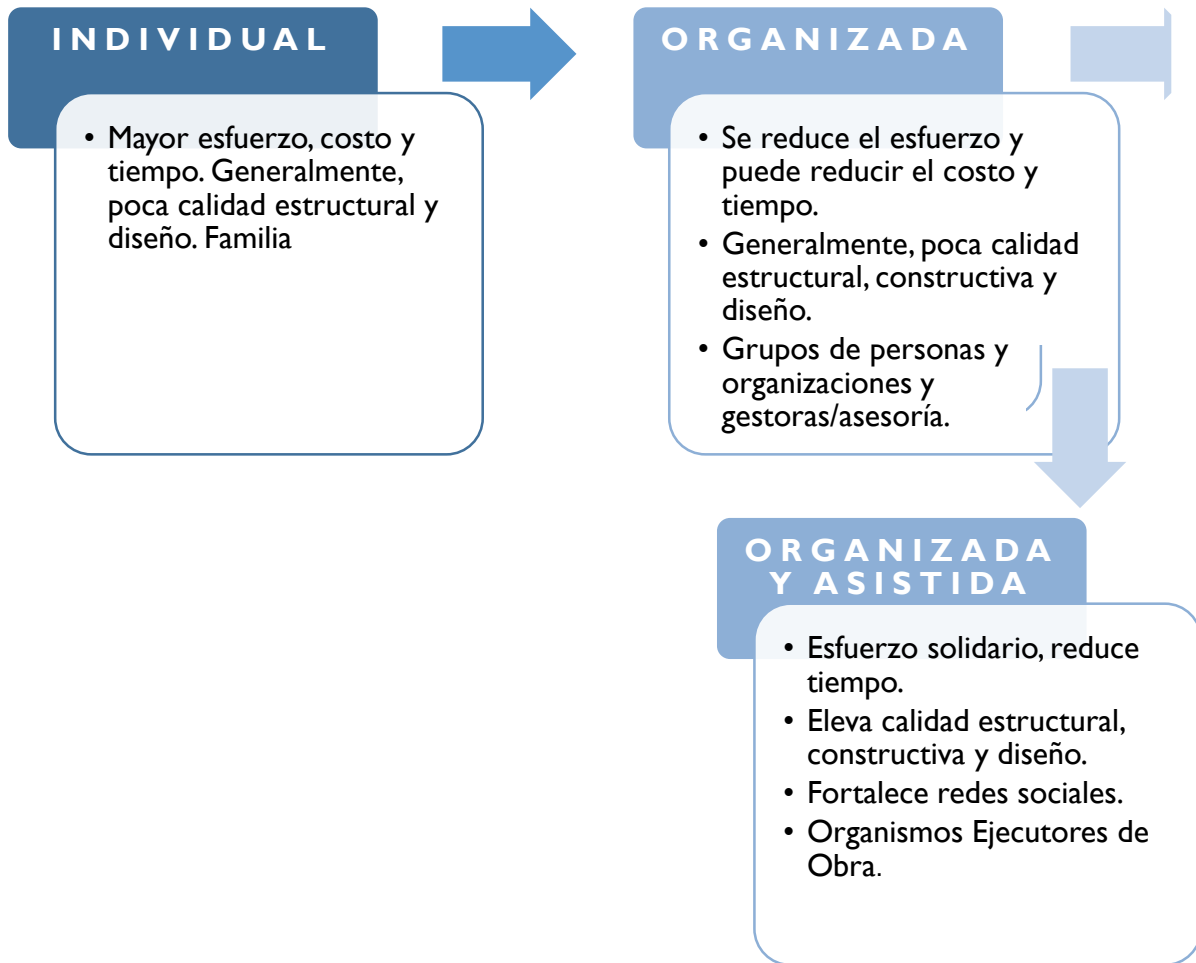 INDIVIDUAL
• Mayor esfuerzo, costo y
tiempo. Generalmente,
poca calidad estructural y
diseño. Familia
ORGANIZADA
• Se reduce el esfuerzo y
puede reducir el costo y
tiempo.
• Generalmente, poca calidad
estructural, constructiva y
diseño.
• Grupos de personas y
organizaciones y
gestoras/asesoría.
ORGANIZADA
Y ASISTIDA
• Esfuerzo solidario, reduce
tiempo.
• Eleva calidad estructural,
constructiva y diseño.
• Fortalece redes sociales.
• Organismos Ejecutores de
Obra.